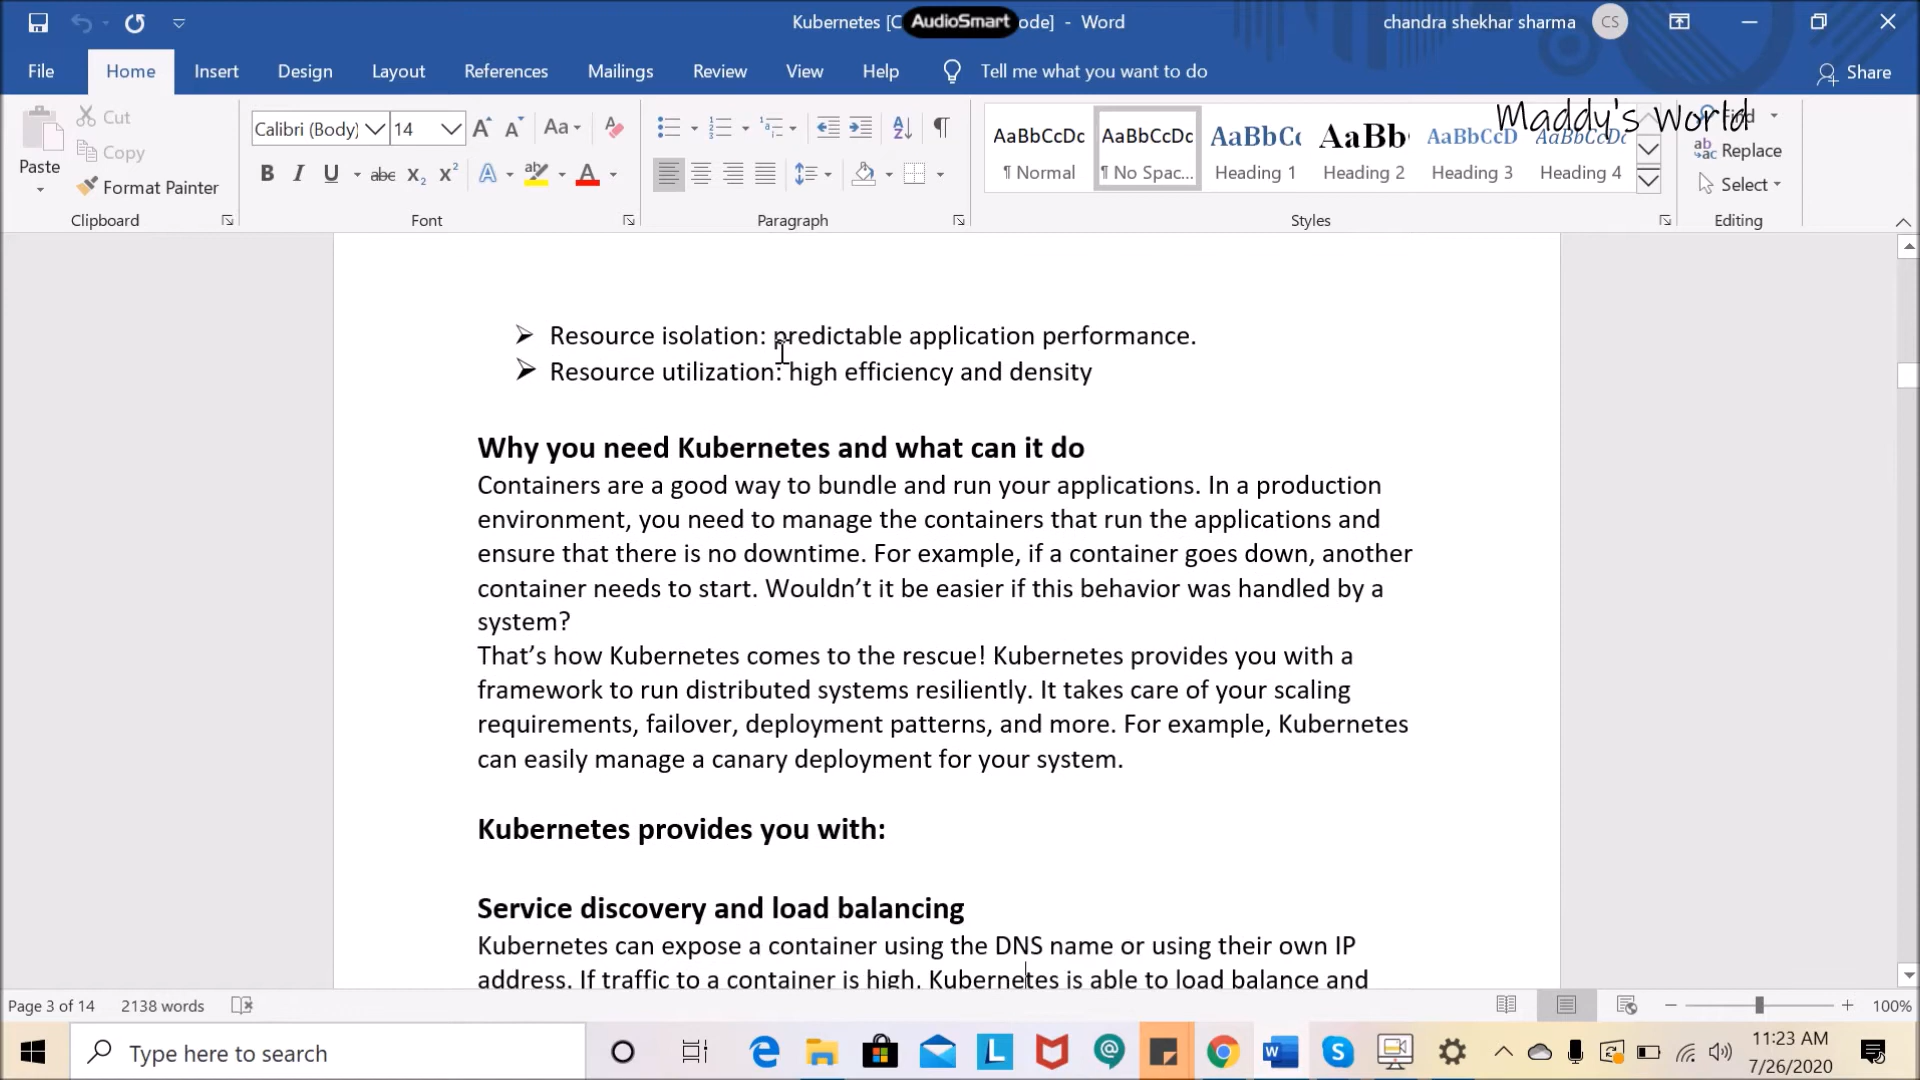 Kubernetes [C AudioSmart ode] - Word
chandra shekhar sharma CS
File Home Insert Design Layout References Mailings Review View Help Tell me what you want to do Share
Maddy's World
Paste
Cut
Copy
Format Painter
Clipboard
Calibri (Body) 14
Font
Paragraph
AaBbCcDc AaBbCcDc AaBbCc AaBb AaBbCcD AaBbCcDc
¶ Normal ¶ No Spac... Heading 1 Heading 2 Heading 3 Heading 4
Styles
Replace
Select
Editing
Resource isolation: predictable application performance.
Resource utilization: high efficiency and density
Why you need Kubernetes and what can it do
Containers are a good way to bundle and run your applications. In a production
environment, you need to manage the containers that run the applications and
ensure that there is no downtime. For example, if a container goes down, another
container needs to start. Wouldn’t it be easier if this behavior was handled by a
system?
That’s how Kubernetes comes to the rescue! Kubernetes provides you with a
framework to run distributed systems resiliently. It takes care of your scaling
requirements, failover, deployment patterns, and more. For example, Kubernetes
can easily manage a canary deployment for your system.
Kubernetes provides you with:
Service discovery and load balancing
Kubernetes can expose a container using the DNS name or using their own IP
address. If traffic to a container is high, Kubernetes is able to load balance and
Page 3 of 14 2138 words 100%
Type here to search
11:23 AM
7/26/2020